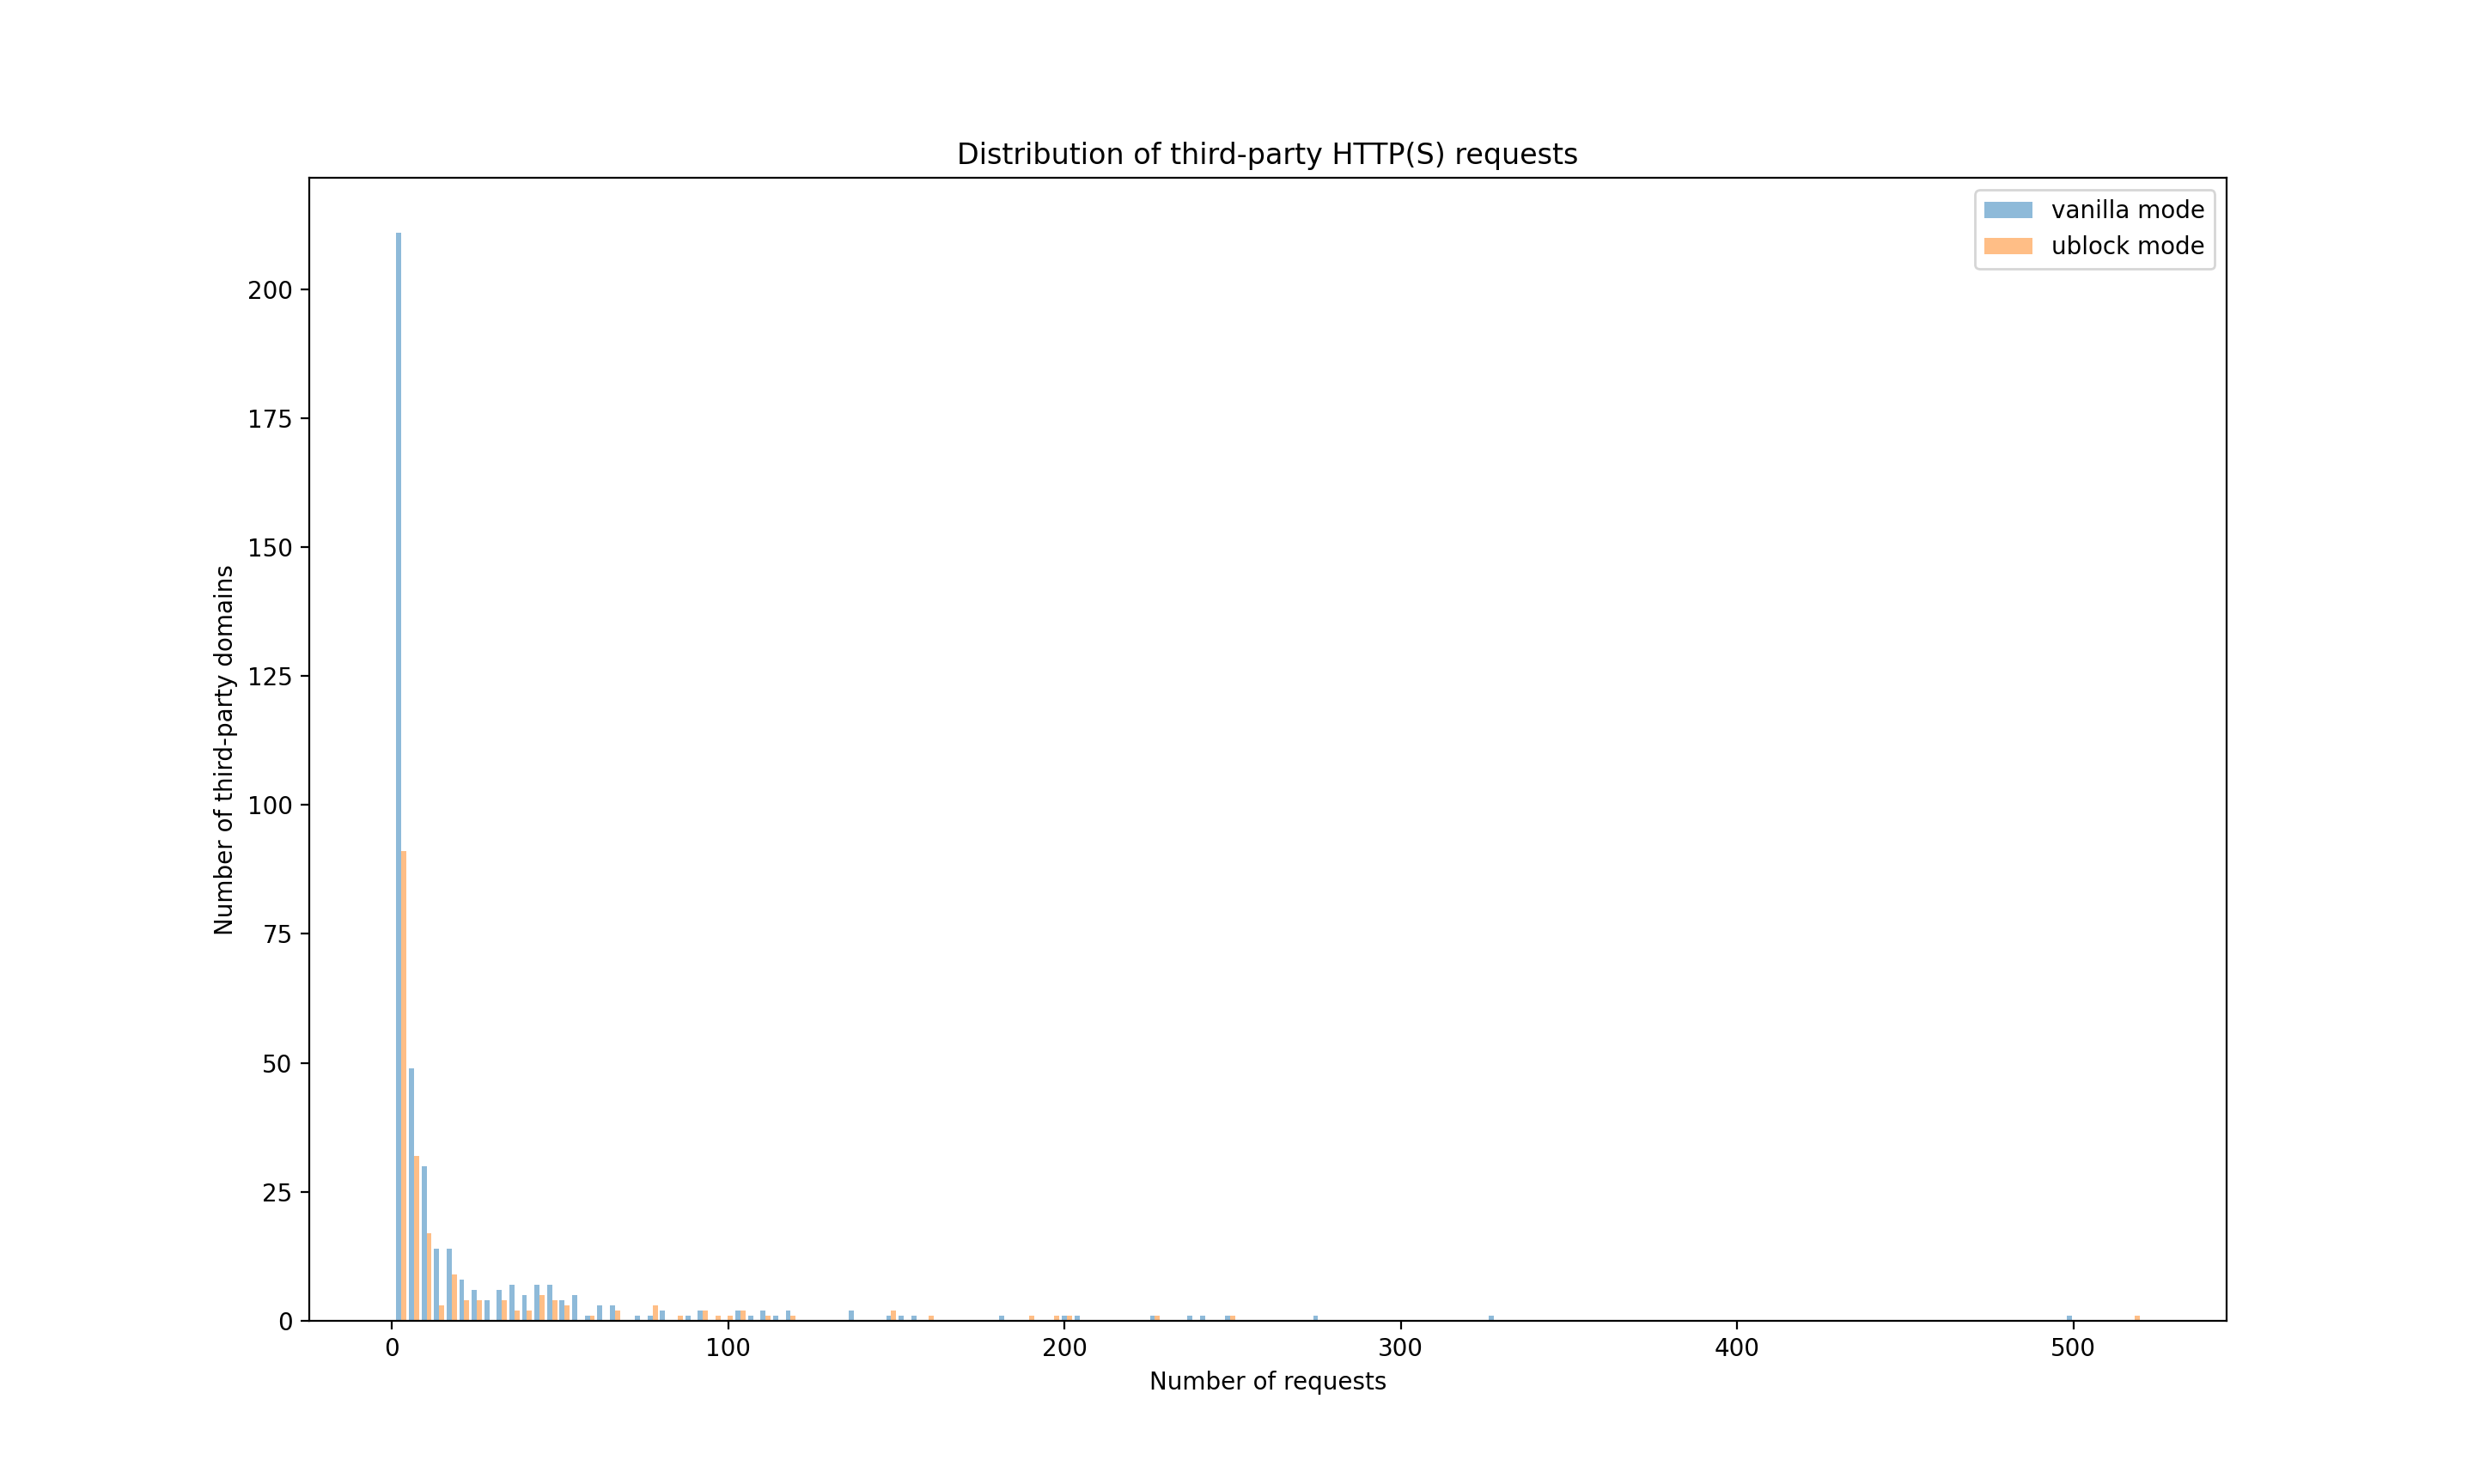 Distribution of third-party HTTP(S) requests
vanilla mode
ublock mode
Number of third-party domains
200
175
150
125
100
75
50
25
0
0 100 200 300 400 500
Number of requests